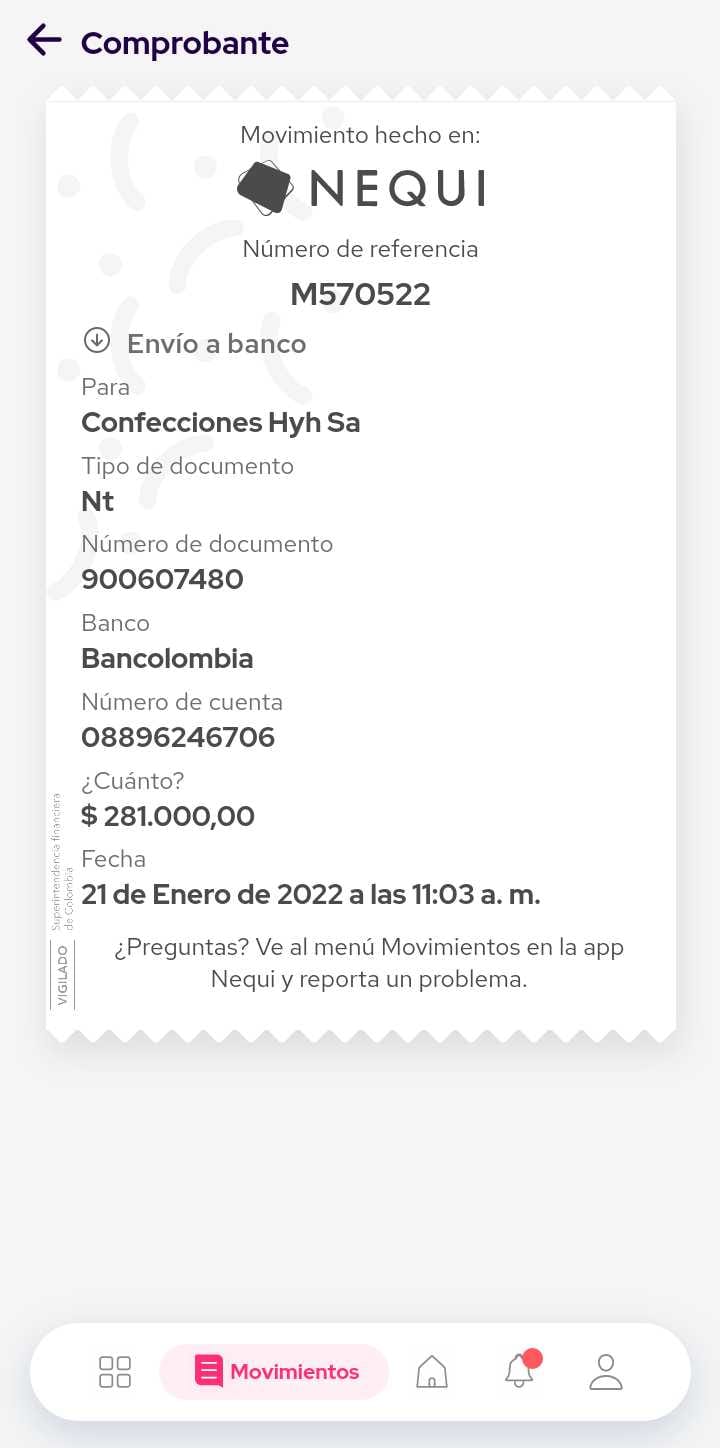 Comprobante
Movimiento hecho en:
NEQUI
Número de referencia
M570522
Envío a banco
Para
Confecciones Hyh Sa
Tipo de documento
Nt
Número de documento
900607480
Banco
Bancolombia
Número de cuenta
08896246706
¿Cuánto?
$ 281.000,00
Fecha
21 de Enero de 2022 a las 11:03 a. m.
¿Preguntas? Ve al menú Movimientos en la app
Nequi y reporta un problema.
VIGILADO
Superintendencia financiera
de Colombia
Movimientos